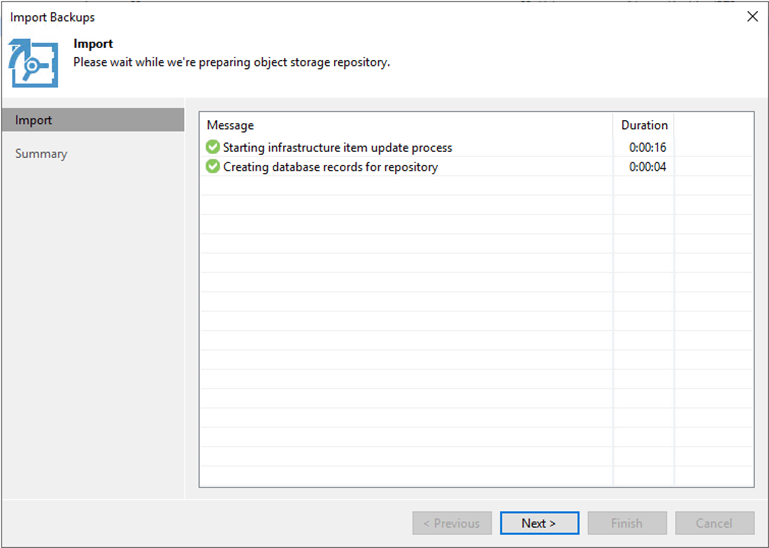 Import Backups
Import
Please wait while we're preparing object storage repository.
Import
Summary
Message Duration
Starting infrastructure item update process 0:00:16
Creating database records for repository 0:00:04
< Previous Next > Finish Cancel